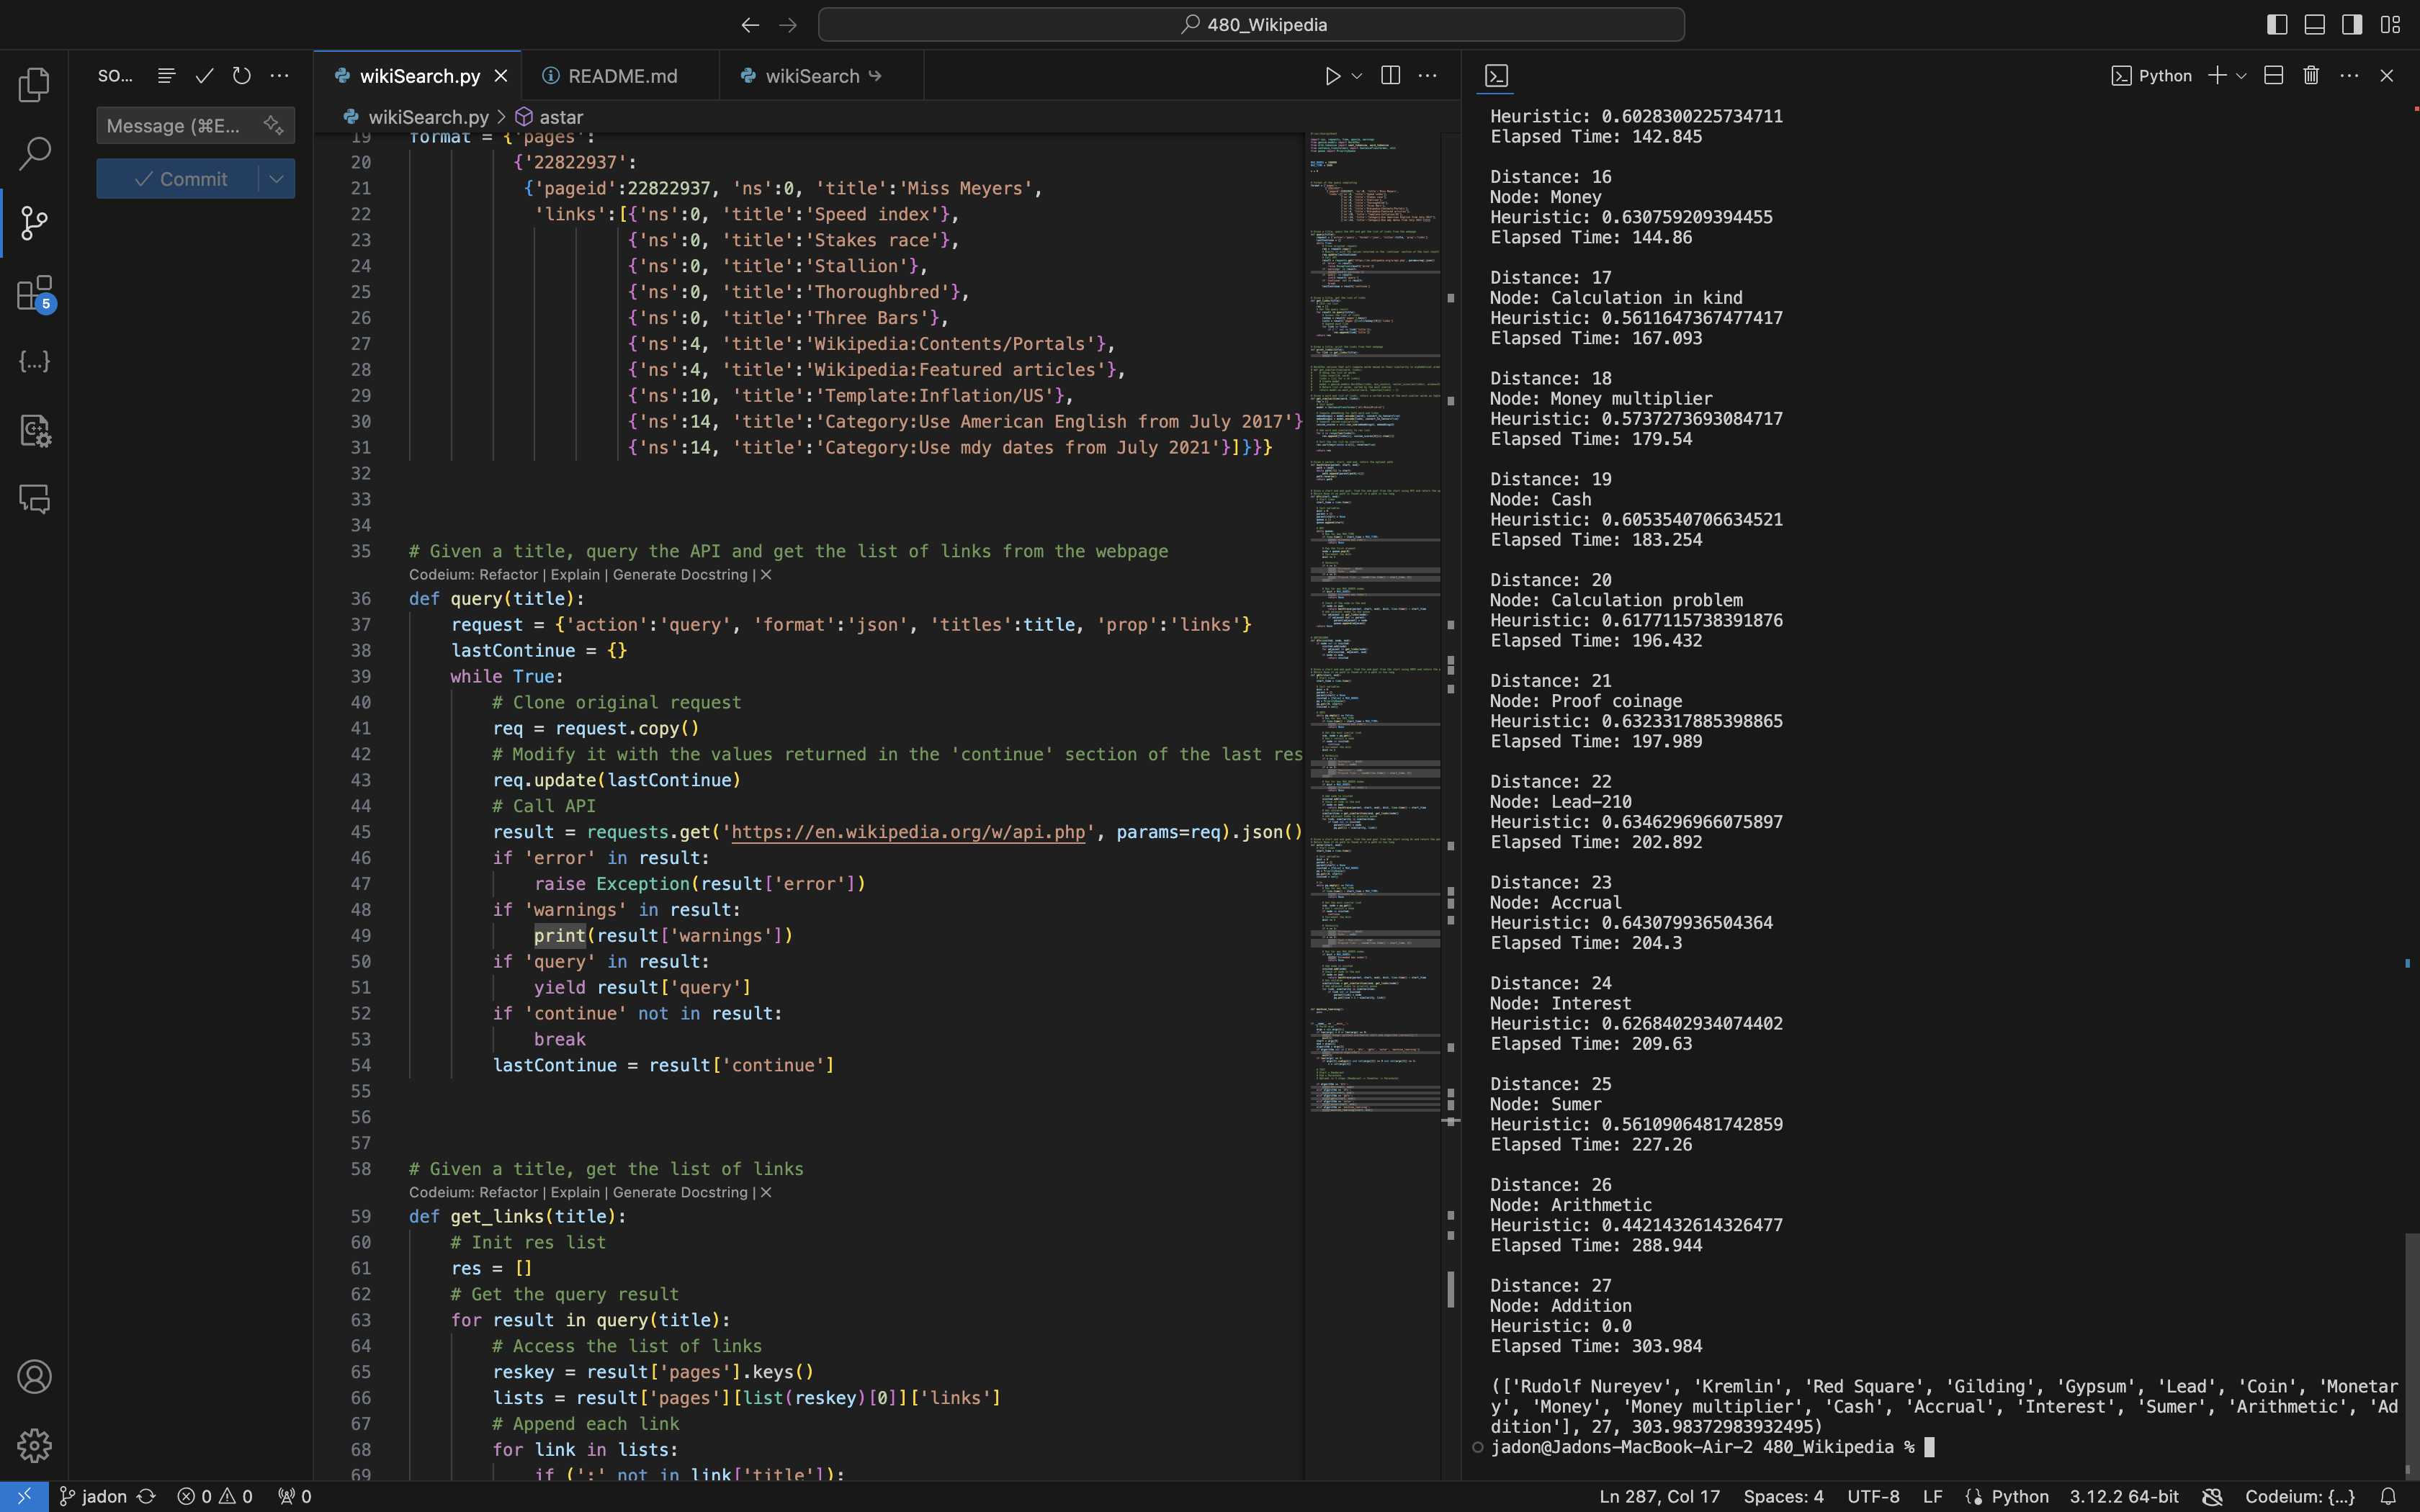 480_Wikipedia
SO...
Message (⌘E...
Commit
5
wikiSearch.py
README.md
wikiSearch
wikiSearch.py > astar
19 format = {'pages':
20 {'22822937':
21 {'pageid':22822937, 'ns':0, 'title':'Miss Meyers',
22 'links':[{'ns':0, 'title':'Speed index'},
23 {'ns':0, 'title':'Stakes race'},
24 {'ns':0, 'title':'Stallion'},
25 {'ns':0, 'title':'Thoroughbred'},
26 {'ns':0, 'title':'Three Bars'},
27 {'ns':4, 'title':'Wikipedia:Contents/Portals'},
28 {'ns':4, 'title':'Wikipedia:Featured articles'},
29 {'ns':10, 'title':'Template:Inflation/US'},
30 {'ns':14, 'title':'Category:Use American English from July 2017'}
31 {'ns':14, 'title':'Category:Use mdy dates from July 2021'}]}}}
32
33
34
35 # Given a title, query the API and get the list of links from the webpage
Codeium: Refactor | Explain | Generate Docstring | X
36 def query(title):
37 request = {'action':'query', 'format':'json', 'titles':title, 'prop':'links'}
38 lastContinue = {}
39 while True:
40 # Clone original request
41 req = request.copy()
42 # Modify it with the values returned in the 'continue' section of the last res
43 req.update(lastContinue)
44 # Call API
45 result = requests.get('https://en.wikipedia.org/w/api.php', params=req).json()
46 if 'error' in result:
47 raise Exception(result['error'])
48 if 'warnings' in result:
49 print(result['warnings'])
50 if 'query' in result:
51 yield result['query']
52 if 'continue' not in result:
53 break
54 lastContinue = result['continue']
55
56
57
58 # Given a title, get the list of links
Codeium: Refactor | Explain | Generate Docstring | X
59 def get_links(title):
60 # Init res list
61 res = []
62 # Get the query result
63 for result in query(title):
64 # Access the list of links
65 reskey = result['pages'].keys()
66 lists = result['pages'][list(reskey)[0]]['links']
67 # Append each link
68 for link in lists:
69 if (':' not in link['title']):
Python
Heuristic: 0.6028300225734711
Elapsed Time: 142.845
Distance: 16
Node: Money
Heuristic: 0.630759209394455
Elapsed Time: 144.86
Distance: 17
Node: Calculation in kind
Heuristic: 0.5611647367477417
Elapsed Time: 167.093
Distance: 18
Node: Money multiplier
Heuristic: 0.5737273693084717
Elapsed Time: 179.54
Distance: 19
Node: Cash
Heuristic: 0.6053540706634521
Elapsed Time: 183.254
Distance: 20
Node: Calculation problem
Heuristic: 0.6177115738391876
Elapsed Time: 196.432
Distance: 21
Node: Proof coinage
Heuristic: 0.6323317885398865
Elapsed Time: 197.989
Distance: 22
Node: Lead-210
Heuristic: 0.6346296966075897
Elapsed Time: 202.892
Distance: 23
Node: Accrual
Heuristic: 0.643079936504364
Elapsed Time: 204.3
Distance: 24
Node: Interest
Heuristic: 0.6268402934074402
Elapsed Time: 209.63
Distance: 25
Node: Sumer
Heuristic: 0.5610906481742859
Elapsed Time: 227.26
Distance: 26
Node: Arithmetic
Heuristic: 0.4421432614326477
Elapsed Time: 288.944
Distance: 27
Node: Addition
Heuristic: 0.0
Elapsed Time: 303.984
(['Rudolf Nureyev', 'Kremlin', 'Red Square', 'Gilding', 'Gypsum', 'Lead', 'Coin', 'Monetar
y', 'Money', 'Money multiplier', 'Cash', 'Accrual', 'Interest', 'Sumer', 'Arithmetic', 'Ad
dition'], 27, 303.98372983932495)
jadon@Jadons-MacBook-Air-2 480_Wikipedia %
jadon 0 0 0 Ln 287, Col 17 Spaces: 4 UTF-8 LF Python 3.12.2 64-bit Codeium: {...}